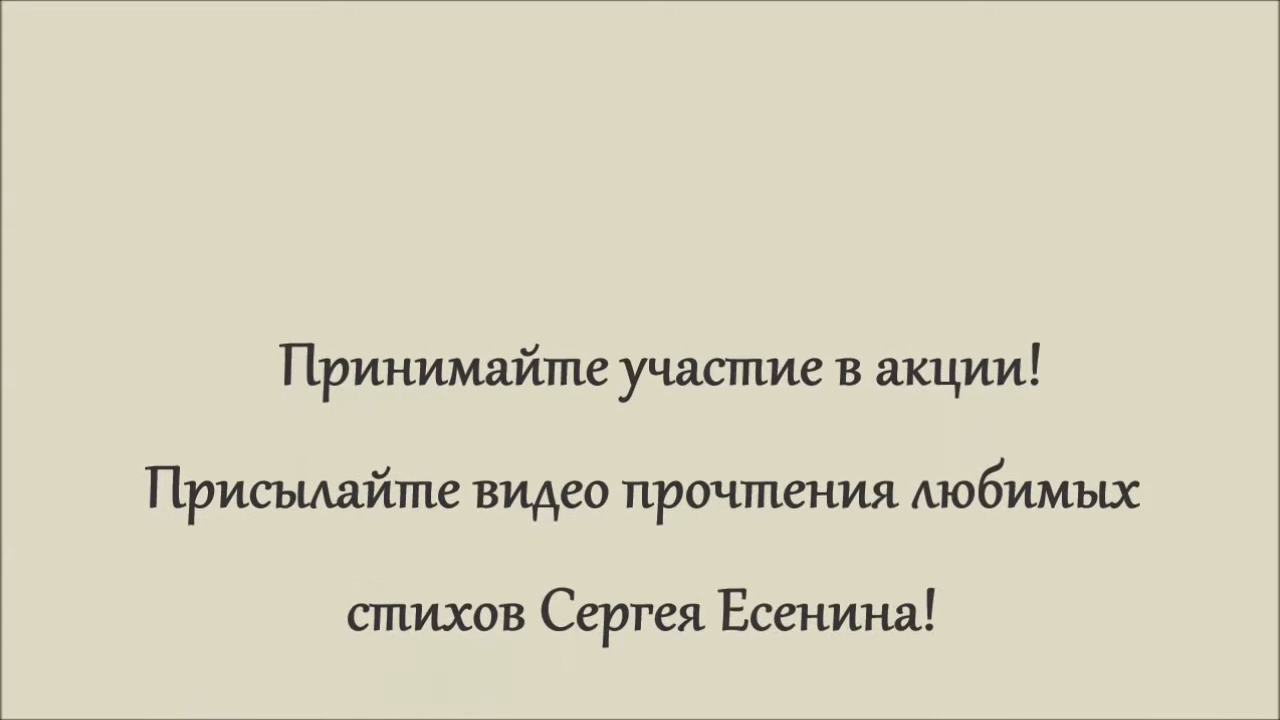 Принимайте участие в акции!
Присылайте видео прочтения любимых
стихов Сергея Есенина!